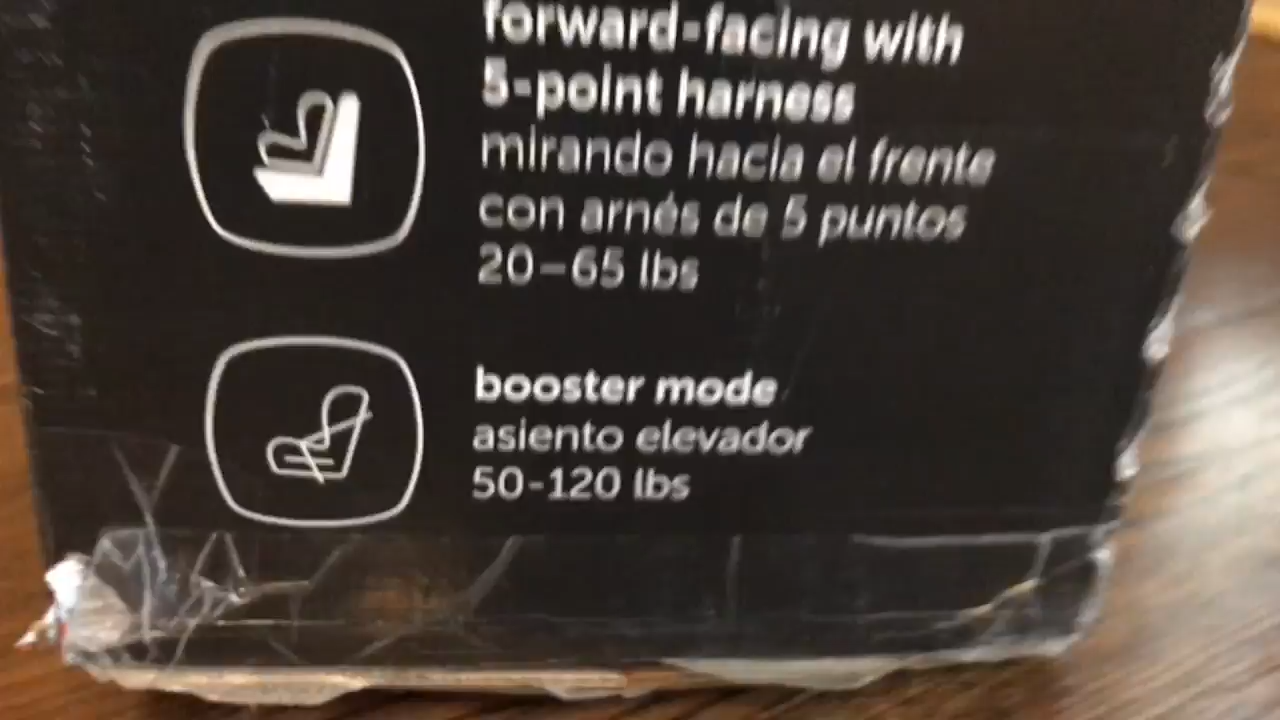 forward-facing with
5-point harness
mirando hacia el frente
con arnés de 5 puntos
20–65 lbs
booster mode
asiento elevador
50-120 lbs